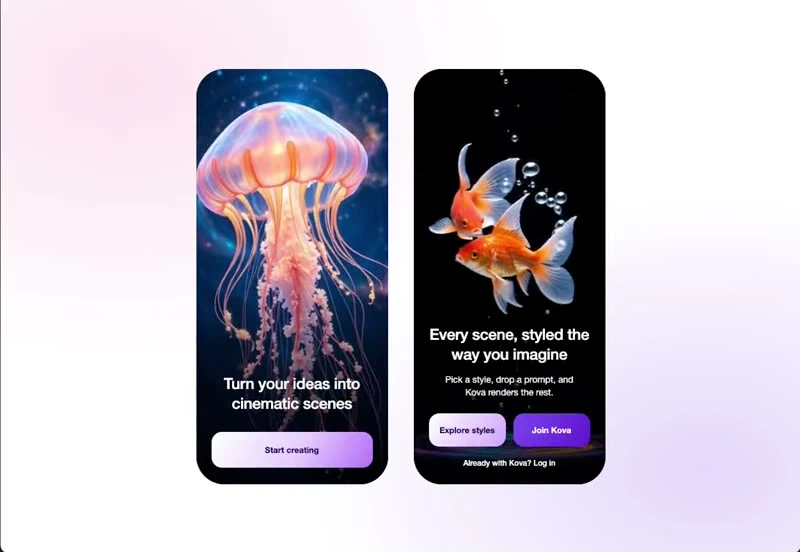 Turn your ideas into
cinematic scenes
Start creating
Every scene, styled the
way you imagine
Pick a style, drop a prompt, and
Kova renders the rest.
Explore styles
Join Kova
Already with Kova? Log in